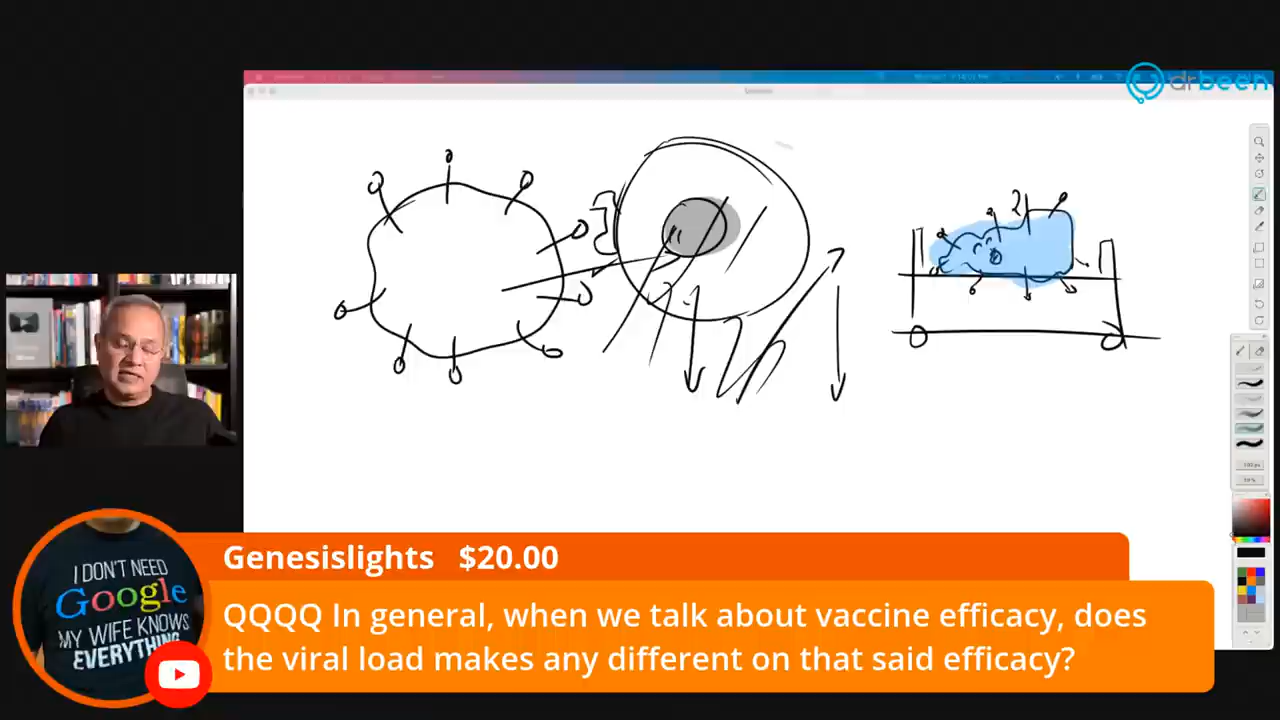 drbeen
I DON'T NEED
Google
MY WIFE KNOWS
EVERYTHING
Genesislights $20.00
QQQQ In general, when we talk about vaccine efficacy, does
the viral load makes any different on that said efficacy?